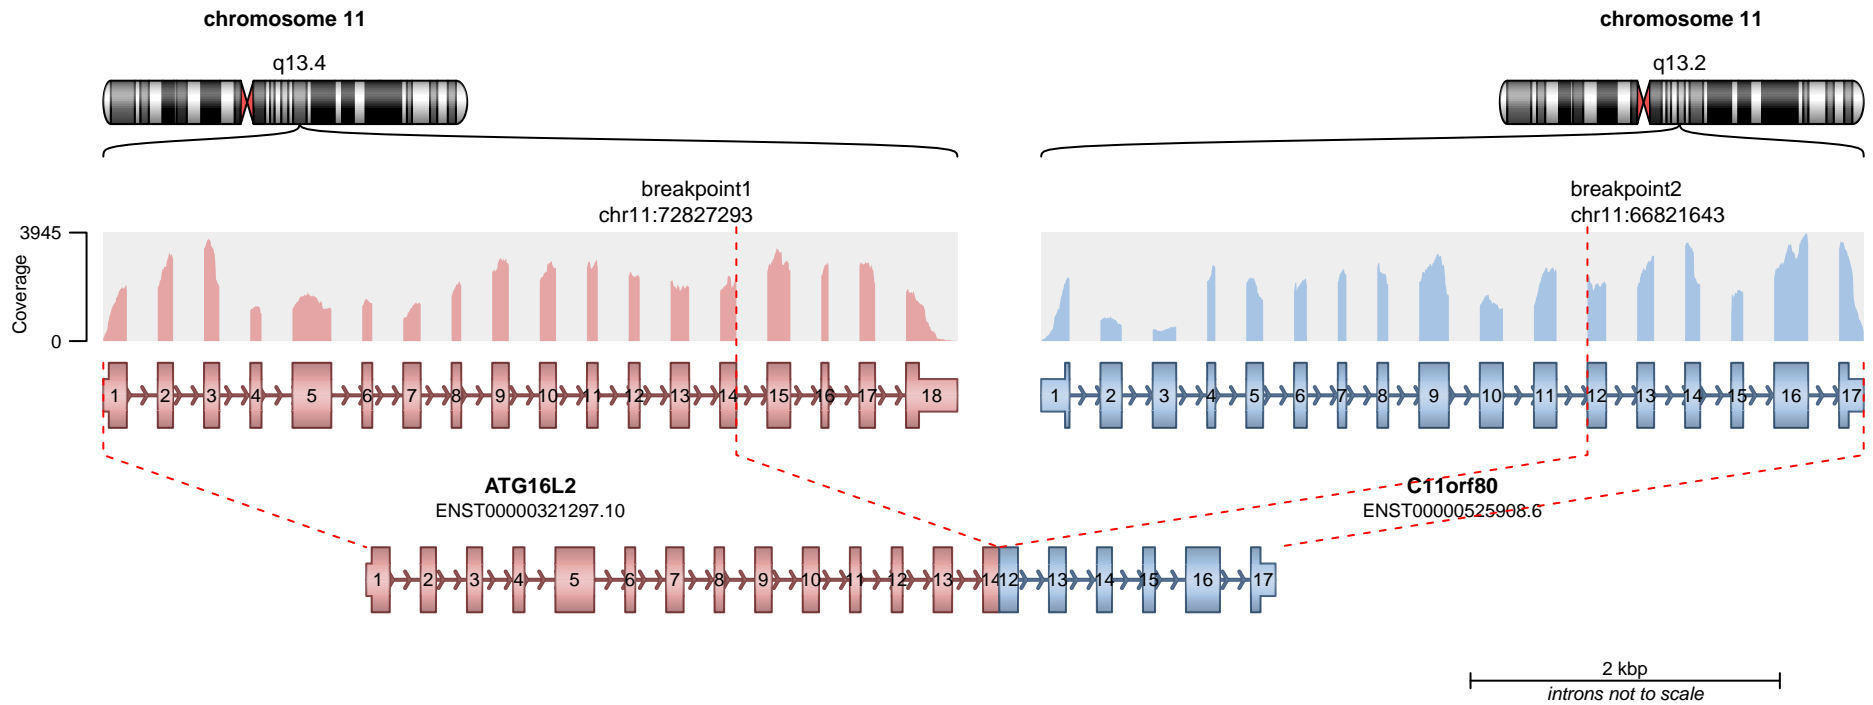 chromosome 11
chromosome 11
q13.4
q13.2
breakpoint1
chr11:72827293
breakpoint2
chr11:66821643
3945
Coverage
0
1 2 3 4 5 6 7 8 9 10 11 12 13 14 15 16 17 18
1 2 3 4 5 6 7 8 9 10 11 12 13 14 15 16 17
ATG16L2
ENST00000321297.10
C11orf80
ENST00000525908.6
1 2 3 4 5 6 7 8 9 10 11 12 13 14 12 13 14 15 16 17
2 kbp
introns not to scale